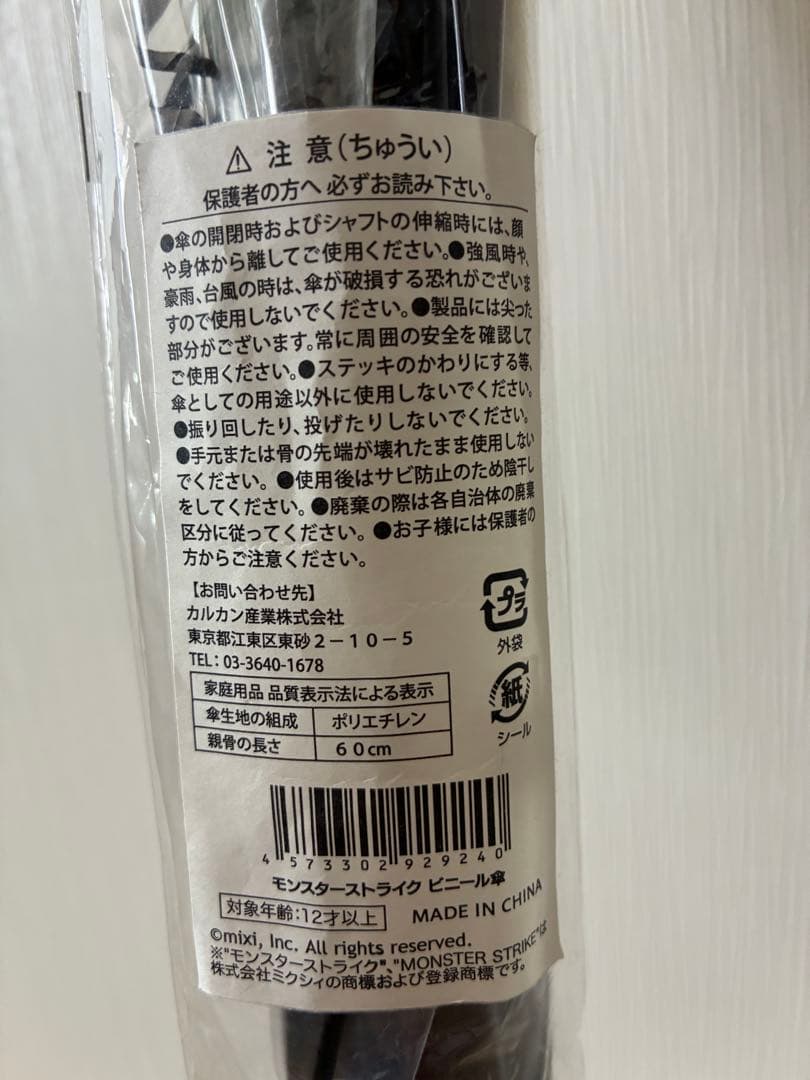 ⚠ 注 意(ちゅうい)
保護者の方へ 必ずお読み下さい。
●傘の開閉時およびシャフトの伸縮時には、顔
や身体から離してご使用ください。●強風時や、
豪雨、台風の時は、傘が破損する恐れがございま
すので使用しないでください。●製品には尖った
部分がございます。常に周囲の安全を確認して
ご使用ください。●ステッキのかわりにする等、
傘としての用途以外に使用しないでください。
●振り回したり、投げたりしないでください。
●手元または骨の先端が壊れたまま使用しない
でください。●使用後はサビ防止のため陰干し
をしてください。●廃棄の際は各自治体の廃棄
区分に従ってください。●お子様には保護者の
方からご注意ください。
【お問い合わせ先】
カルカン産業株式会社
東京都江東区東砂2-10-5
TEL:03-3640-1678
プラ
外袋
紙
シール
家庭用品 品質表示法による表示
傘生地の組成 ポリエチレン
親骨の長さ 60cm
4 573302 929240
モンスターストライク ビニール傘
対象年齢:12才以上 MADE IN CHINA
©mixi, Inc. All rights reserved.
※"モンスターストライク"、"MONSTER STRIKE"は
株式会社ミクシィの商標および登録商標です。